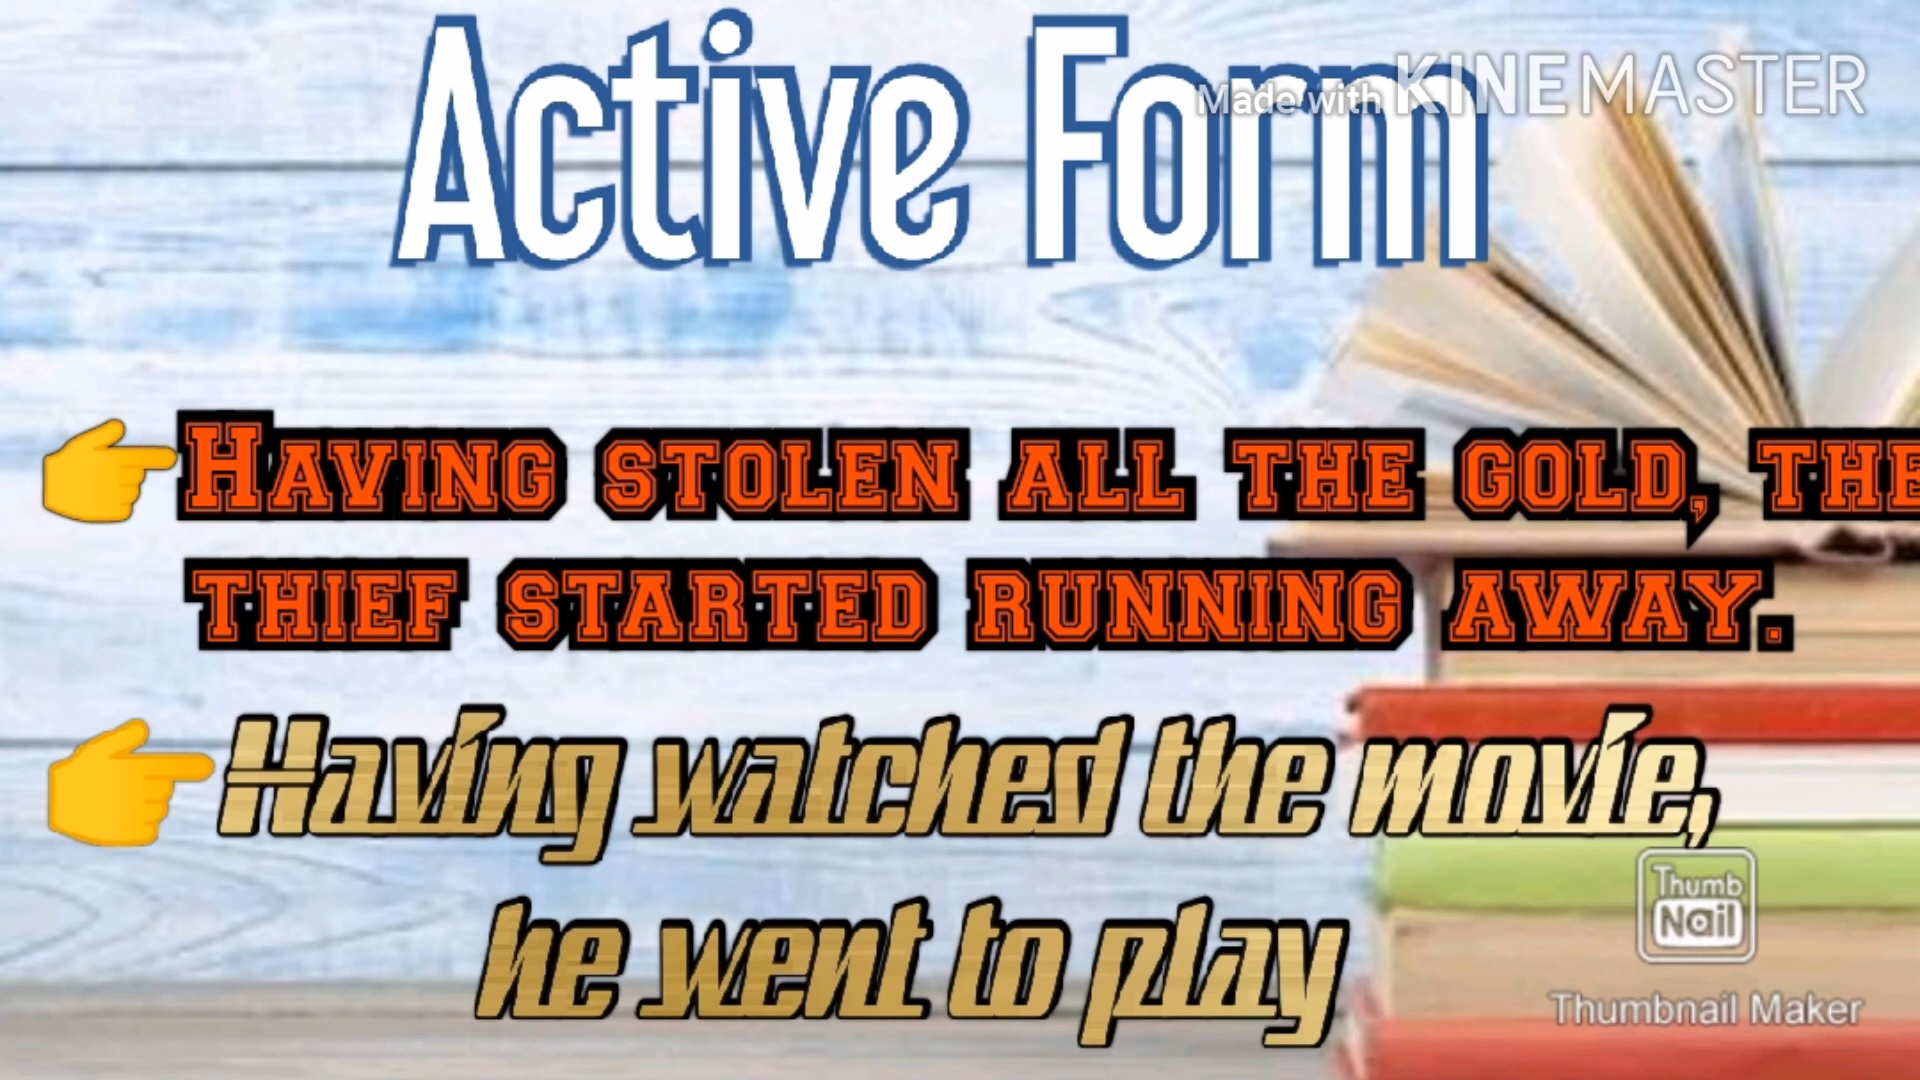 Active Form
Made with KINEMASTER
👉Having stolen all the gold, the
thief started running away.
👉Having watched the movie,
he went to play
Thumb
Nail
Thumbnail Maker